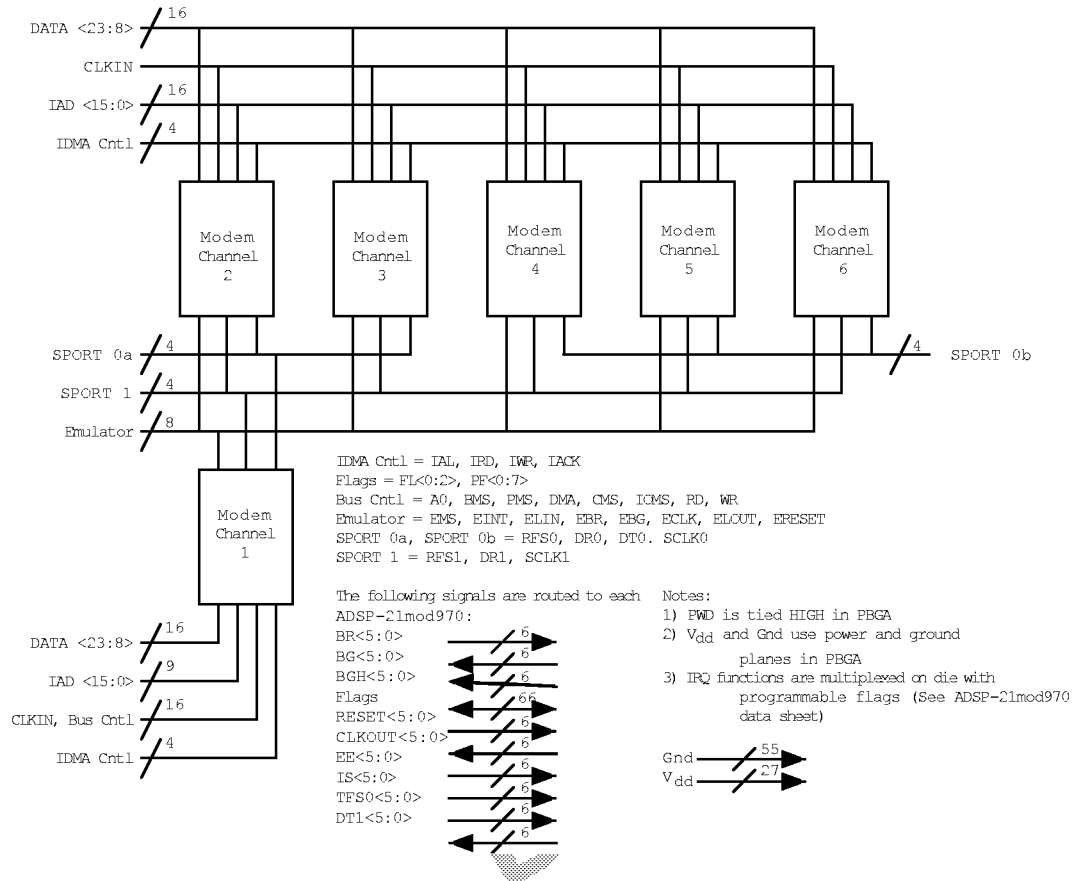 DATA <23:8> 16
CLKIN
IAD <15:0> 16
IDMA Cntl 4
Modem Channel 2
Modem Channel 3
Modem Channel 4
Modem Channel 5
Modem Channel 6
SPORT 0a 4
4 SPORT 0b
SPORT 1 4
Emulator 8
Modem Channel 1
DATA <23:8> 16
IAD <15:0> 9
CLKIN, Bus Cntl 16
IDMA Cntl 4
IDMA Cntl = IAL, IRD, IWR, IACK
Flags = FL<0:2>, PF<0:7>
Bus Cntl = A0, BMS, PMS, DMA, CMS, IOMS, RD, WR
Emulator = EMS, EINT, ELIN, EBR, EBG, ECLK, ELOUT, ERESET
SPORT 0a, SPORT 0b = RFS0, DR0, DT0. SCLK0
SPORT 1 = RFS1, DR1, SCLK1
The following signals are routed to each
ADSP-21mod970:
BR<5:0> 6
BG<5:0> 6
BGH<5:0> 6
Flags 66
RESET<5:0> 6
CLKOUT<5:0> 6
EE<5:0> 6
IS<5:0> 6
TFS0<5:0> 6
DT1<5:0> 6
Notes:
1) PWD is tied HIGH in PBGA
2) Vdd and Gnd use power and ground
planes in PBGA
3) IRQ functions are multiplexed on die with
programmable flags (See ADSP-21mod970
data sheet)
Gnd 55
Vdd 27